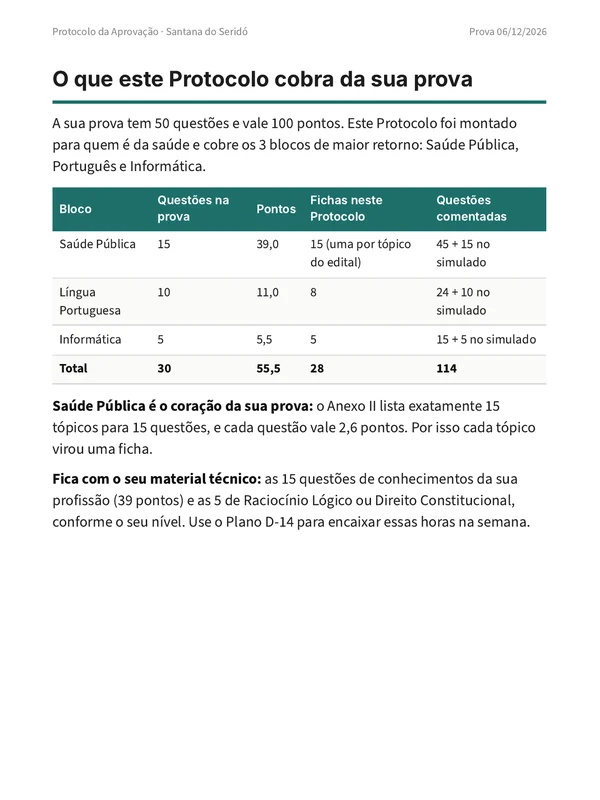 Protocolo da Aprovação · Santana do Seridó Prova 06/12/2026
O que este Protocolo cobra da sua prova
A sua prova tem 50 questões e vale 100 pontos. Este Protocolo foi montado
para quem é da saúde e cobre os 3 blocos de maior retorno: Saúde Pública,
Português e Informática.
Bloco Questões na prova Pontos Fichas neste Protocolo Questões comentadas
Saúde Pública 15 39,0 15 (uma por tópico do edital) 45 + 15 no simulado
Língua Portuguesa 10 11,0 8 24 + 10 no simulado
Informática 5 5,5 5 15 + 5 no simulado
Total 30 55,5 28 114
Saúde Pública é o coração da sua prova: o Anexo II lista exatamente 15
tópicos para 15 questões, e cada questão vale 2,6 pontos. Por isso cada tópico
virou uma ficha.
Fica com o seu material técnico: as 15 questões de conhecimentos da sua
profissão (39 pontos) e as 5 de Raciocínio Lógico ou Direito Constitucional,
conforme o seu nível. Use o Plano D-14 para encaixar essas horas na semana.